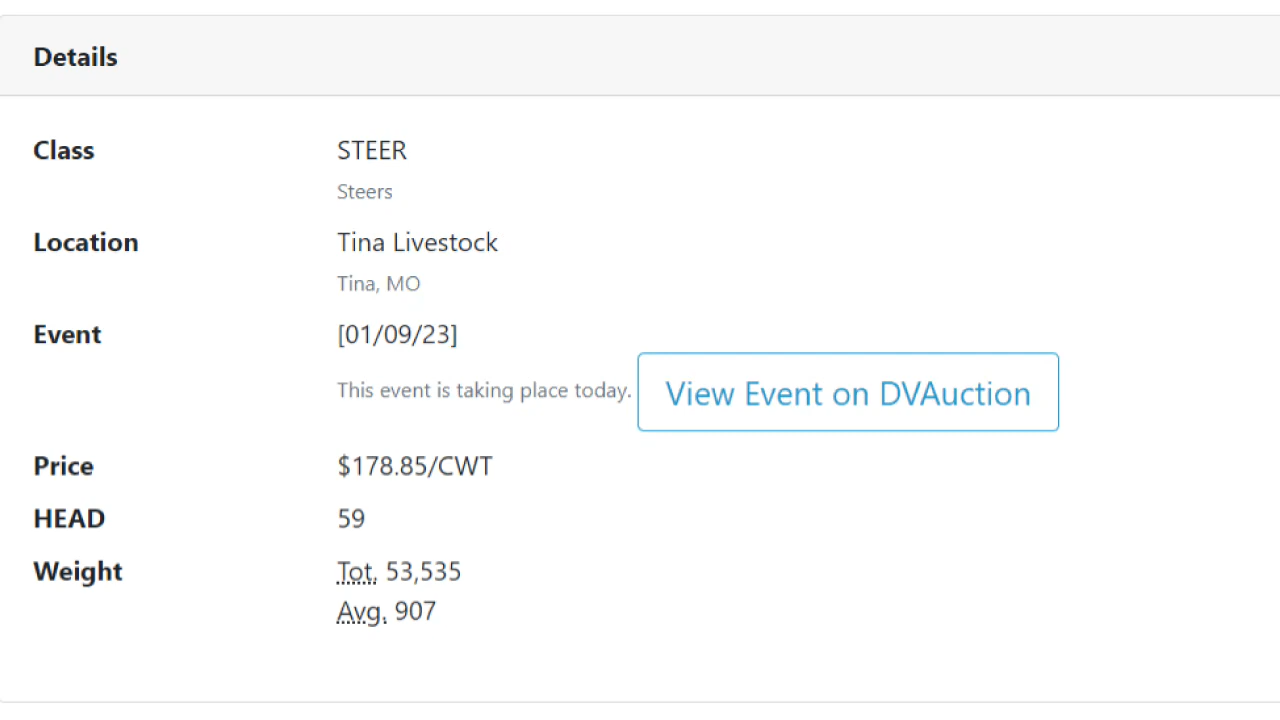 Details
Class STEER
Steers
Location Tina Livestock
Tina, MO
Event [01/09/23]
This event is taking place today. View Event on DVAuction
Price $178.85/CWT
HEAD 59
Weight Tot. 53,535
Avg. 907